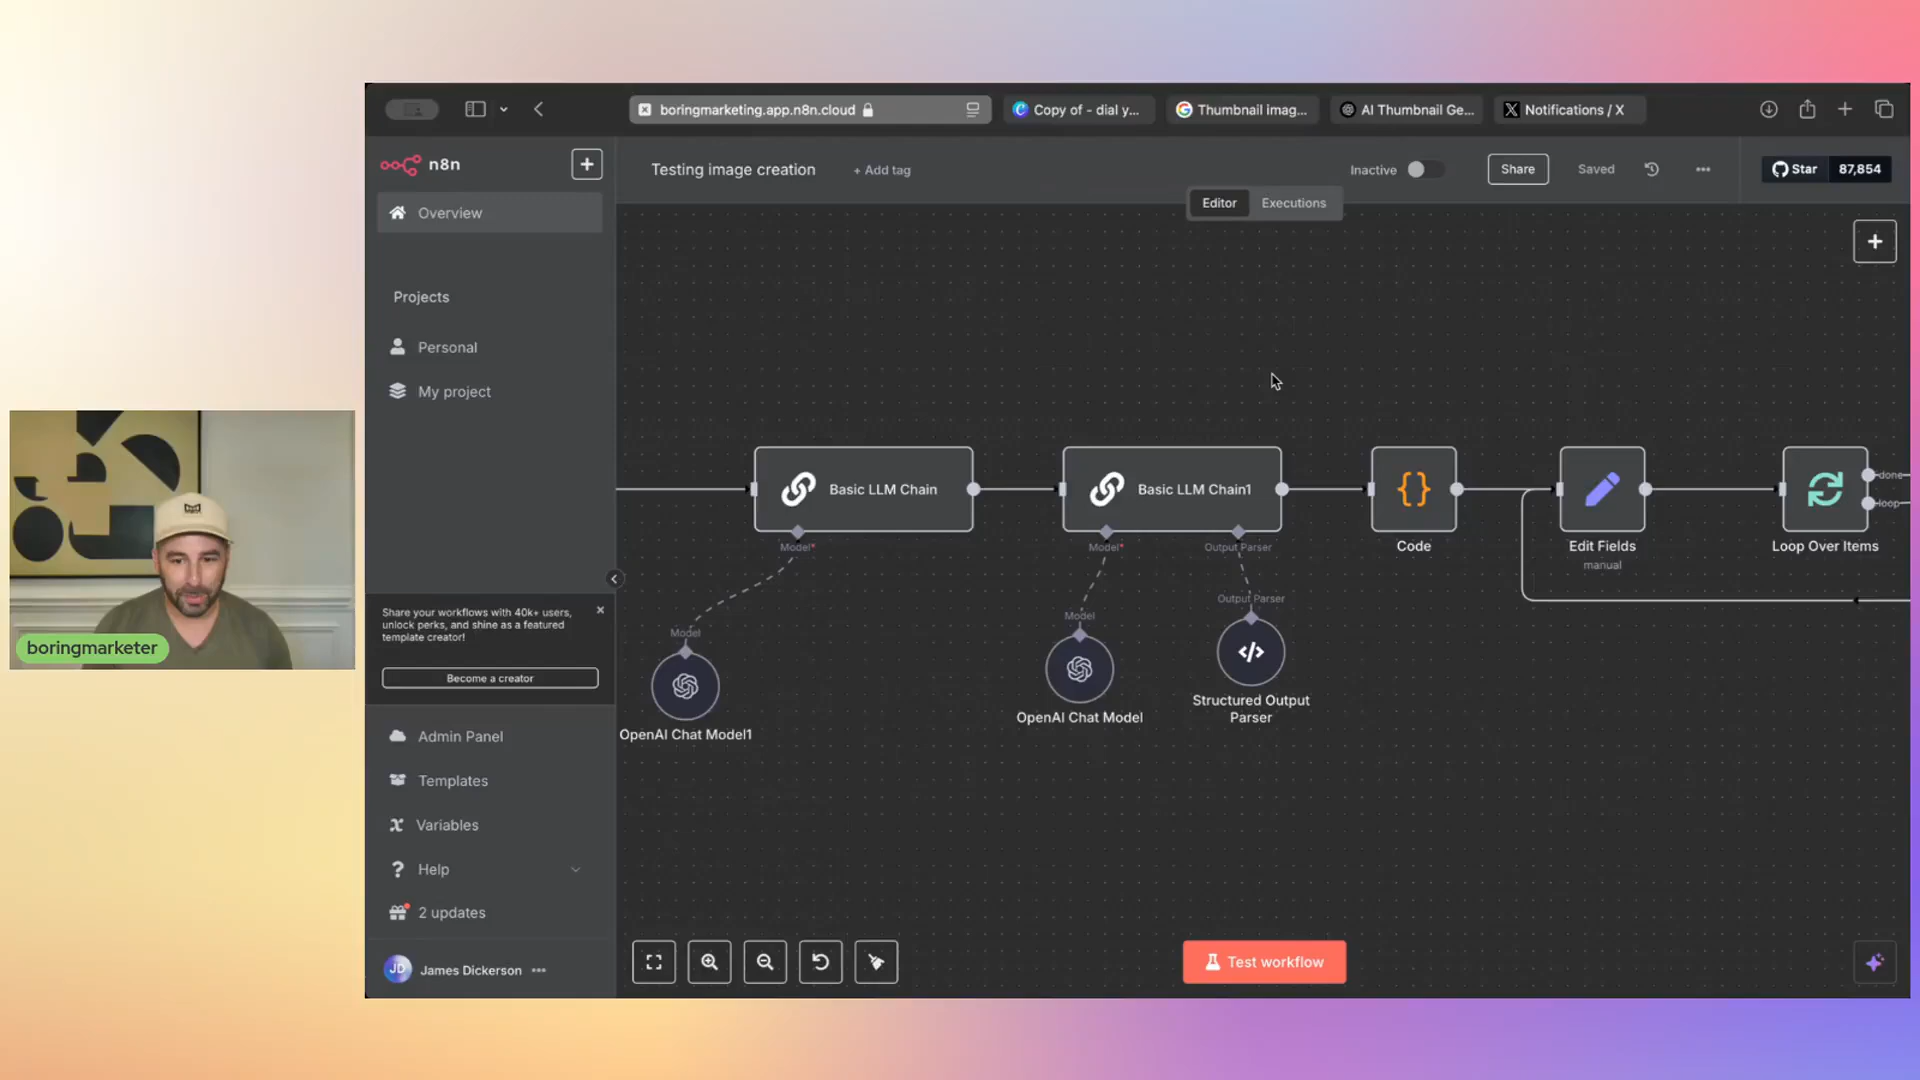 boringmarketing.app.n8n.cloud
Copy of - dial y...
Thumbnail imag...
AI Thumbnail Ge...
Notifications / X
n8n
Testing image creation
+ Add tag
Inactive
Share
Saved
Star
87,854
Editor
Executions
Overview
Projects
Personal
My project
Basic LLM Chain
Model*
Model
OpenAI Chat Model1
Basic LLM Chain1
Model*
Output Parser
Model
OpenAI Chat Model
Output Parser
Structured Output
Parser
Code
Edit Fields
manual
Loop Over Items
done
loop
Share your workflows with 40k+ users,
unlock perks, and shine as a featured
template creator!
Become a creator
Admin Panel
Templates
Variables
Help
2 updates
JD
James Dickerson
Test workflow
boringmarketer